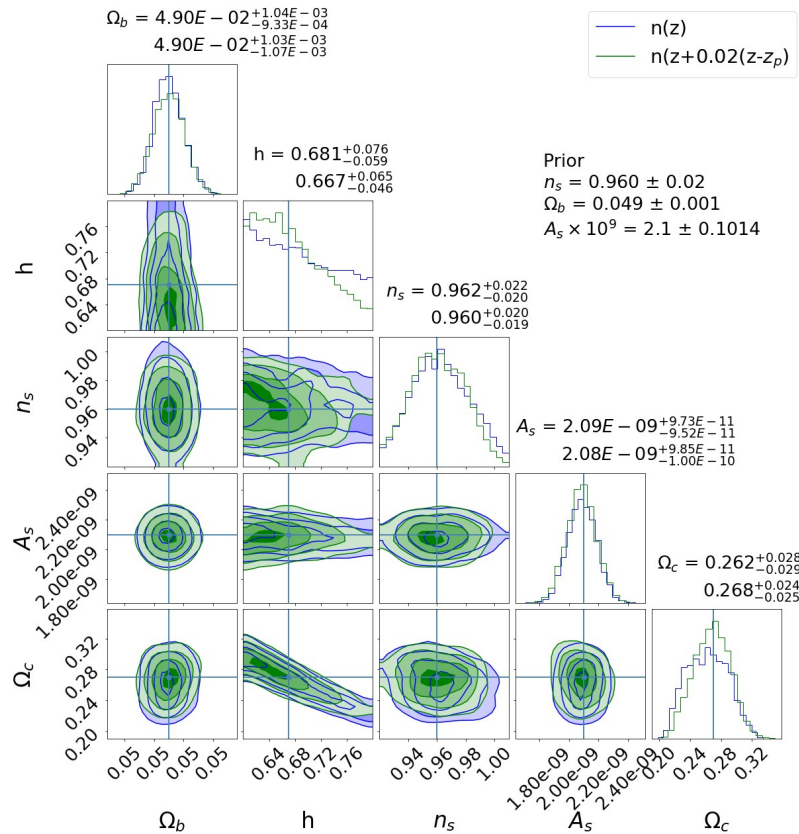 Ω_b = 4.90E − 02 +1.04E − 03 −9.33E − 04
4.90E − 02 +1.03E − 03 −1.07E − 03
n(z)
n(z+0.02(z-z_p)
h = 0.681 +0.076 −0.059
0.667 +0.065 −0.046
Prior
n_s = 0.960 ± 0.02
Ω_b = 0.049 ± 0.001
A_s × 10^9 = 2.1 ± 0.1014
h
0.76
0.72
0.68
0.64
n_s = 0.962 +0.022 −0.020
0.960 +0.020 −0.019
n_s
1.00
0.98
0.96
0.94
A_s = 2.09E − 09 +9.73E − 11 −9.52E − 11
2.08E − 09 +9.85E − 11 −1.00E − 10
A_s
2.40e-09
2.20e-09
2.00e-09
1.80e-09
Ω_c = 0.262 +0.028 −0.029
0.268 +0.024 −0.025
Ω_c
0.32
0.28
0.24
0.20
0.05 0.05 0.05 0.05
0.64 0.68 0.72 0.76
0.94 0.96 0.98 1.00
1.80e-09 2.00e-09 2.20e-09 2.40e-09
0.20 0.24 0.28 0.32
Ω_b h n_s A_s Ω_c